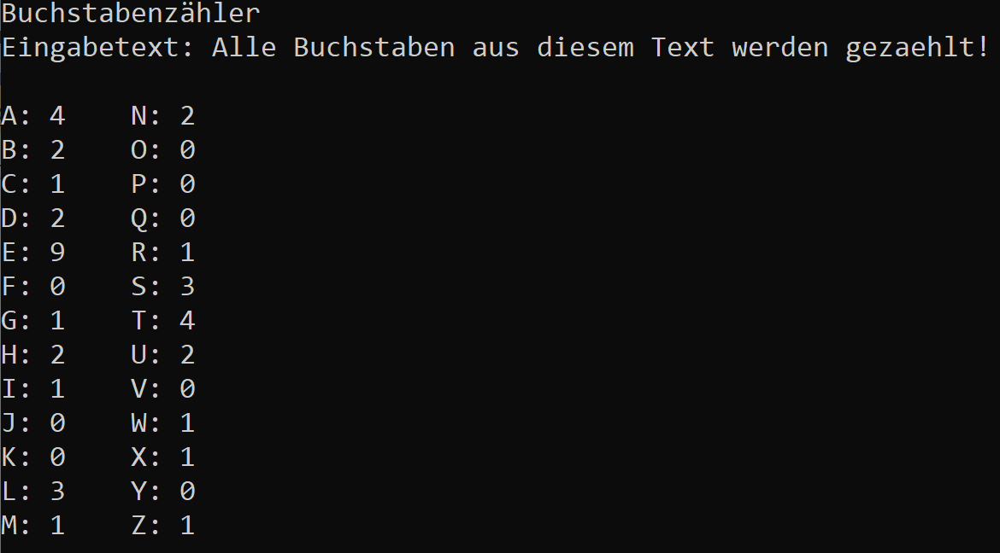 Buchstabenzähler
Eingabetext: Alle Buchstaben aus diesem Text werden gezaehlt!
A: 4    N: 2
B: 2    O: 0
C: 1    P: 0
D: 2    Q: 0
E: 9    R: 1
F: 0    S: 3
G: 1    T: 4
H: 2    U: 2
I: 1    V: 0
J: 0    W: 1
K: 0    X: 1
L: 3    Y: 0
M: 1    Z: 1